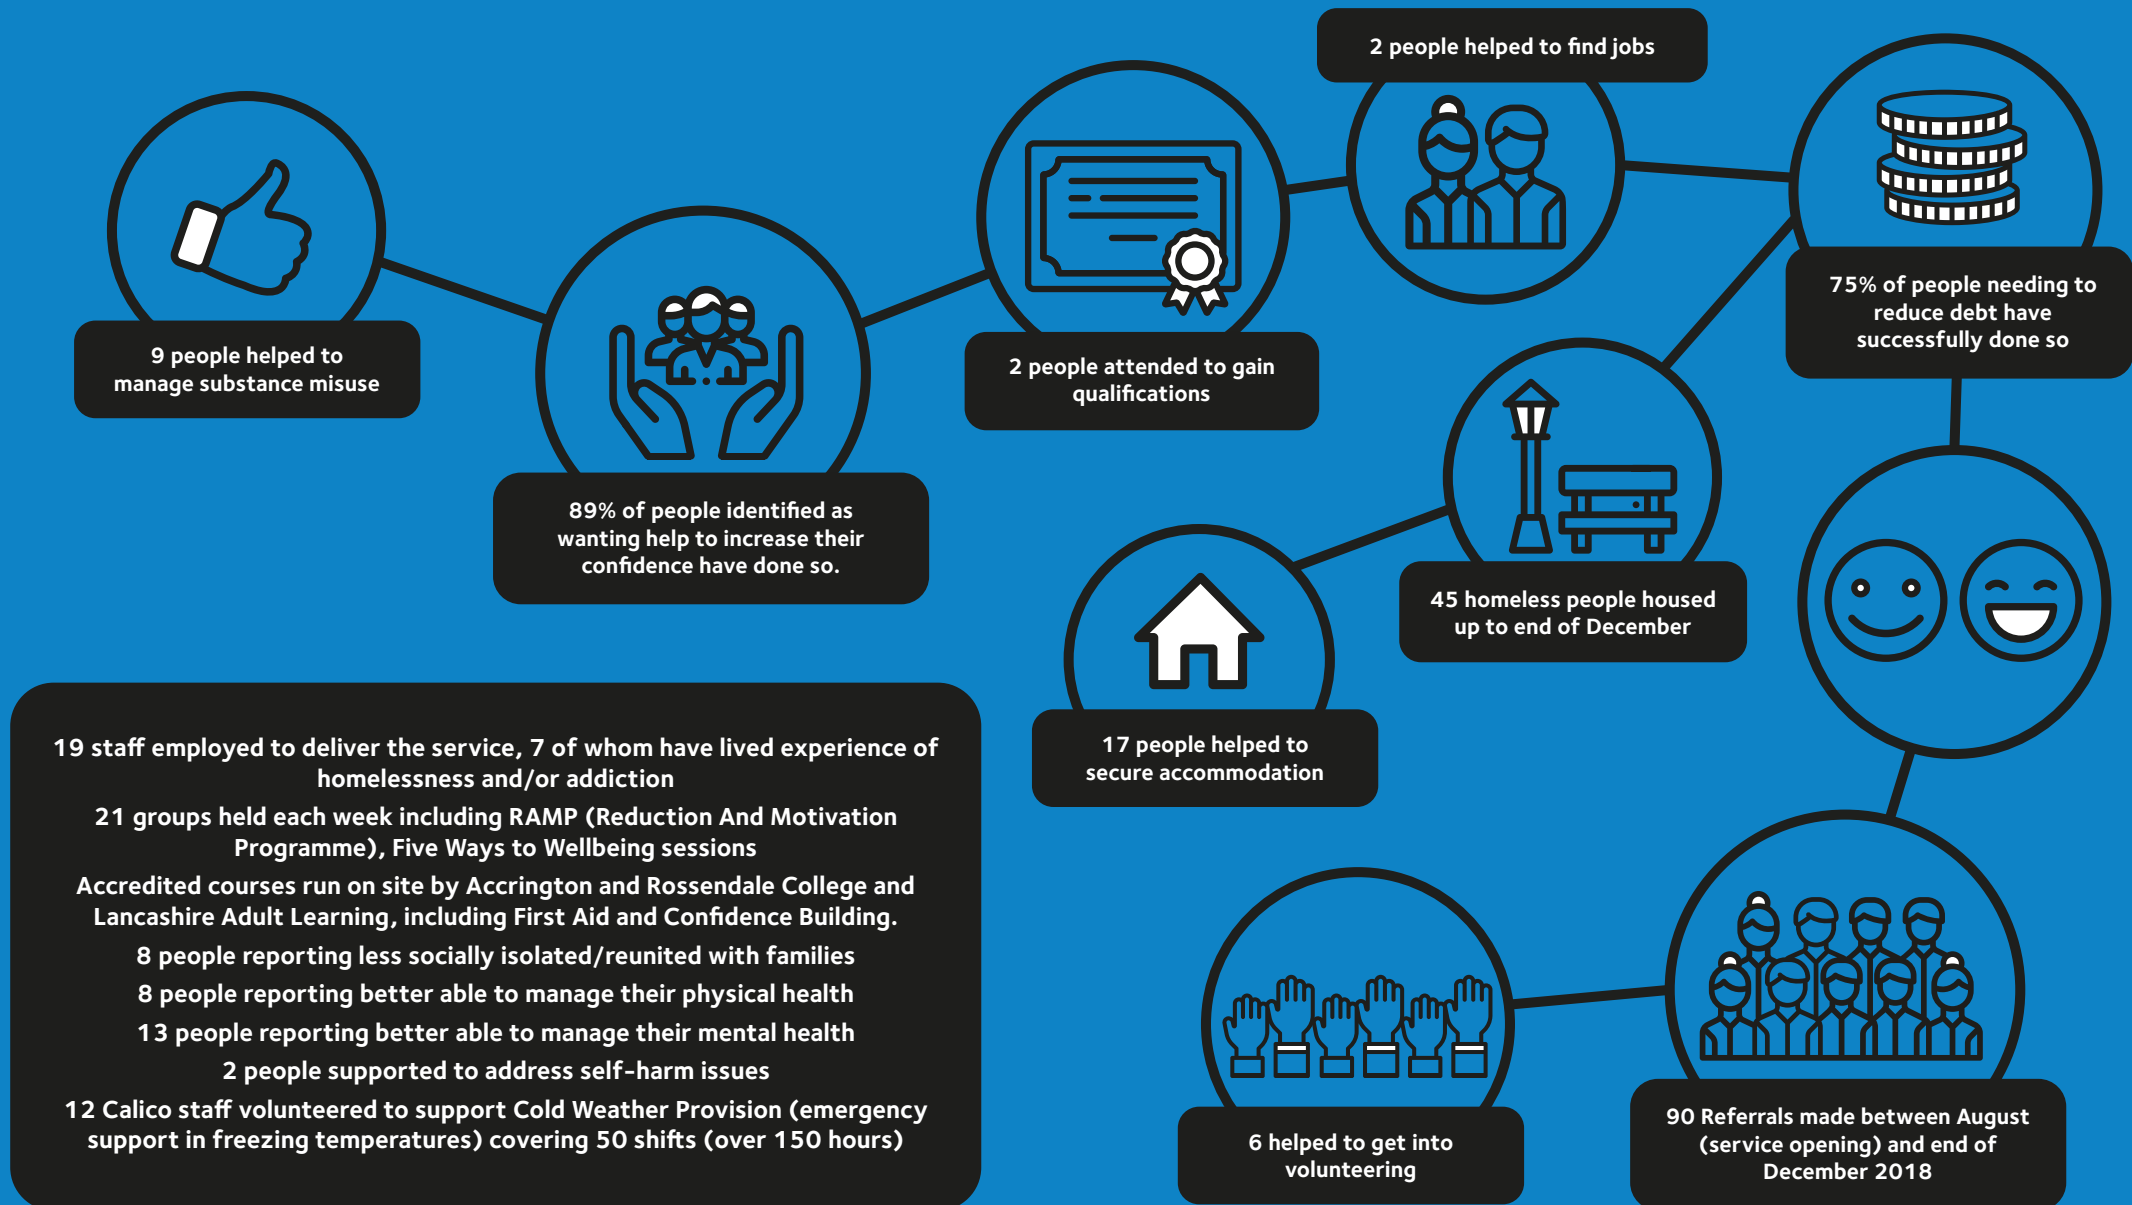 2 people helped to find jobs
9 people helped to
manage substance misuse
89% of people identified as
wanting help to increase their
confidence have done so.
2 people attended to gain
qualifications
75% of people needing to
reduce debt have
successfully done so
45 homeless people housed
up to end of December
17 people helped to
secure accommodation
19 staff employed to deliver the service, 7 of whom have lived experience of
homelessness and/or addiction
21 groups held each week including RAMP (Reduction And Motivation
Programme), Five Ways to Wellbeing sessions
Accredited courses run on site by Accrington and Rossendale College and
Lancashire Adult Learning, including First Aid and Confidence Building.
8 people reporting less socially isolated/reunited with families
8 people reporting better able to manage their physical health
13 people reporting better able to manage their mental health
2 people supported to address self-harm issues
12 Calico staff volunteered to support Cold Weather Provision (emergency
support in freezing temperatures) covering 50 shifts (over 150 hours)
6 helped to get into
volunteering
90 Referrals made between August
(service opening) and end of
December 2018